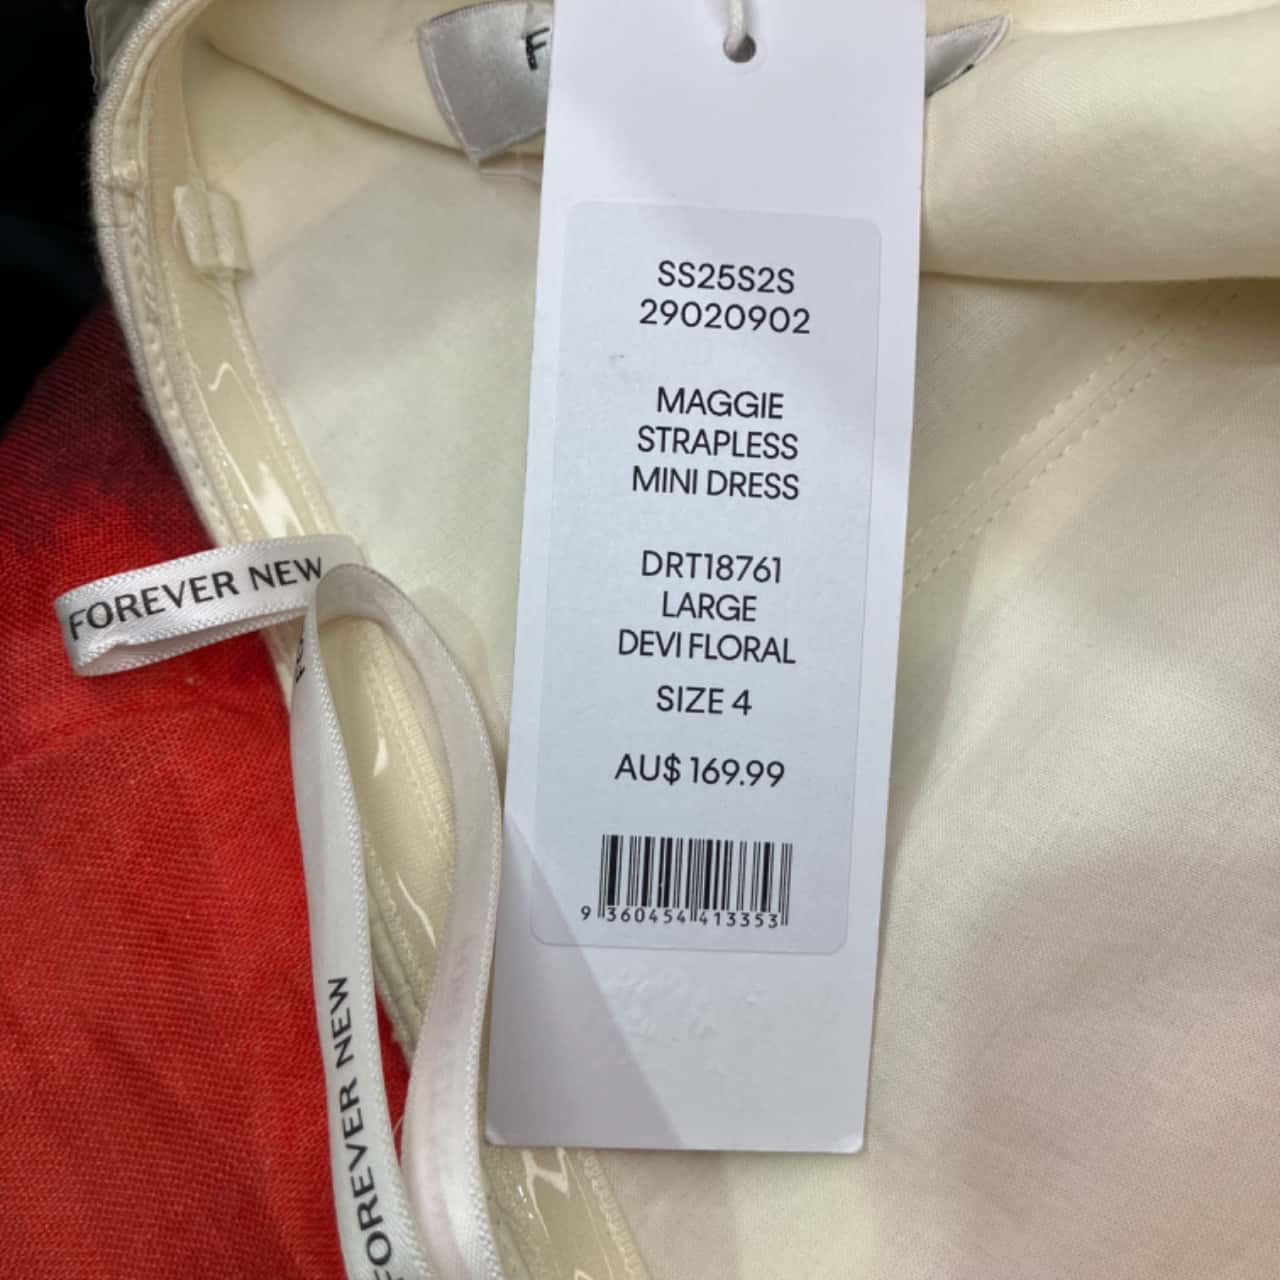 F
SS25S2S
29020902
MAGGIE
STRAPLESS
MINI DRESS
DRT18761
LARGE
DEVI FLORAL
SIZE 4
AU$ 169.99
9 360454 413353
FOREVER NEW
FOREVER NEW